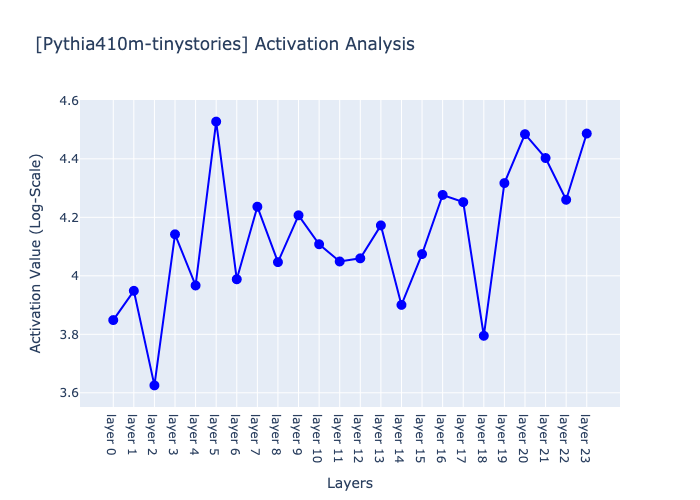 [Pythia410m-tinystories] Activation Analysis
Activation Value (Log-Scale)
4.6
4.4
4.2
4
3.8
3.6
layer 0
layer 1
layer 2
layer 3
layer 4
layer 5
layer 6
layer 7
layer 8
layer 9
layer 10
layer 11
layer 12
layer 13
layer 14
layer 15
layer 16
layer 17
layer 18
layer 19
layer 20
layer 21
layer 22
layer 23
Layers